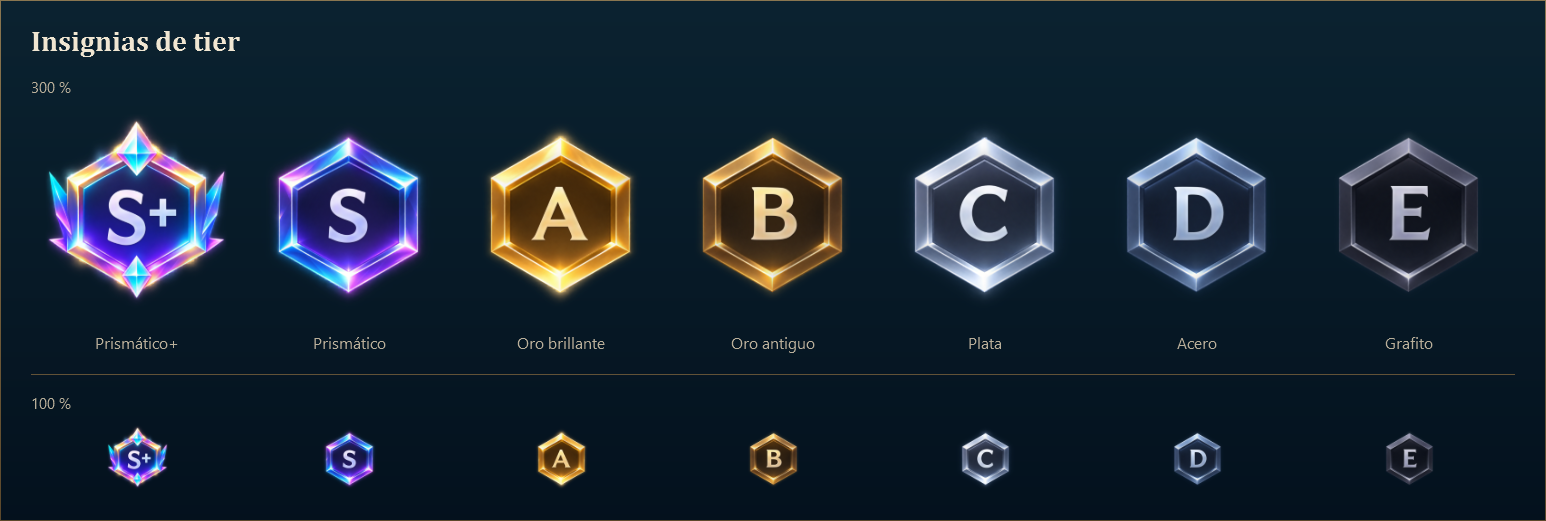 Insignias de tier
300 %
S+ S A B C D E
Prismático+ Prismático Oro brillante Oro antiguo Plata Acero Grafito
100 %
S+ S A B C D E